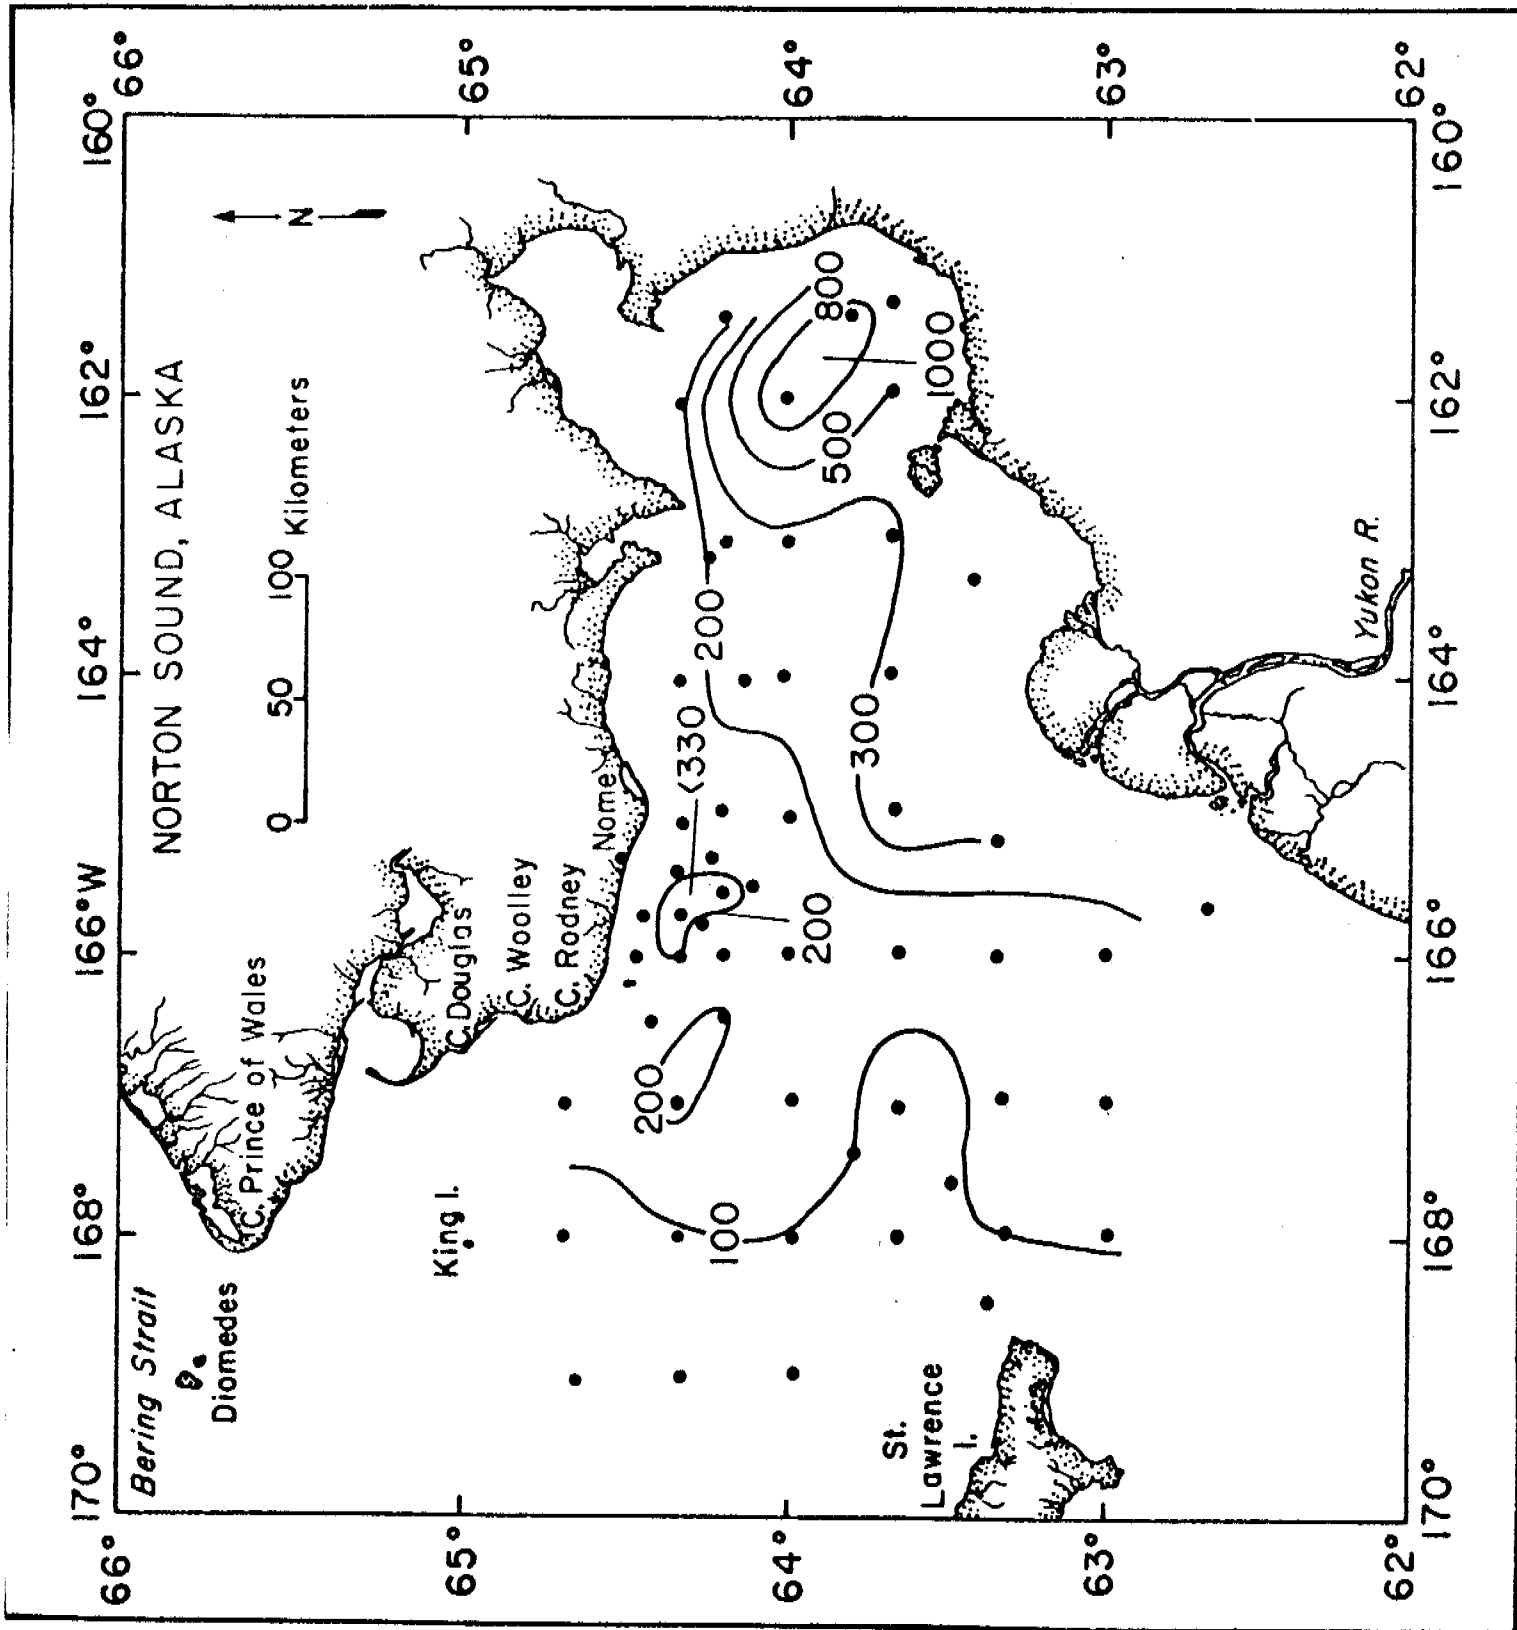 170°
168°
166°W
164°
162°
160°
66°
66°
Bering Strait
NORTON SOUND, ALASKA
Diomedes
C. Prince of Wales
0 50 100 Kilometers
N
65°
65°
King I.
C. Douglas
C. Woolley
C. Rodney
Nome
200
<330
200
100
200
800
64°
64°
500
300
1000
St.
Lawrence
I.
63°
63°
Yukon R.
62°
62°
170°
168°
166°
164°
162°
160°